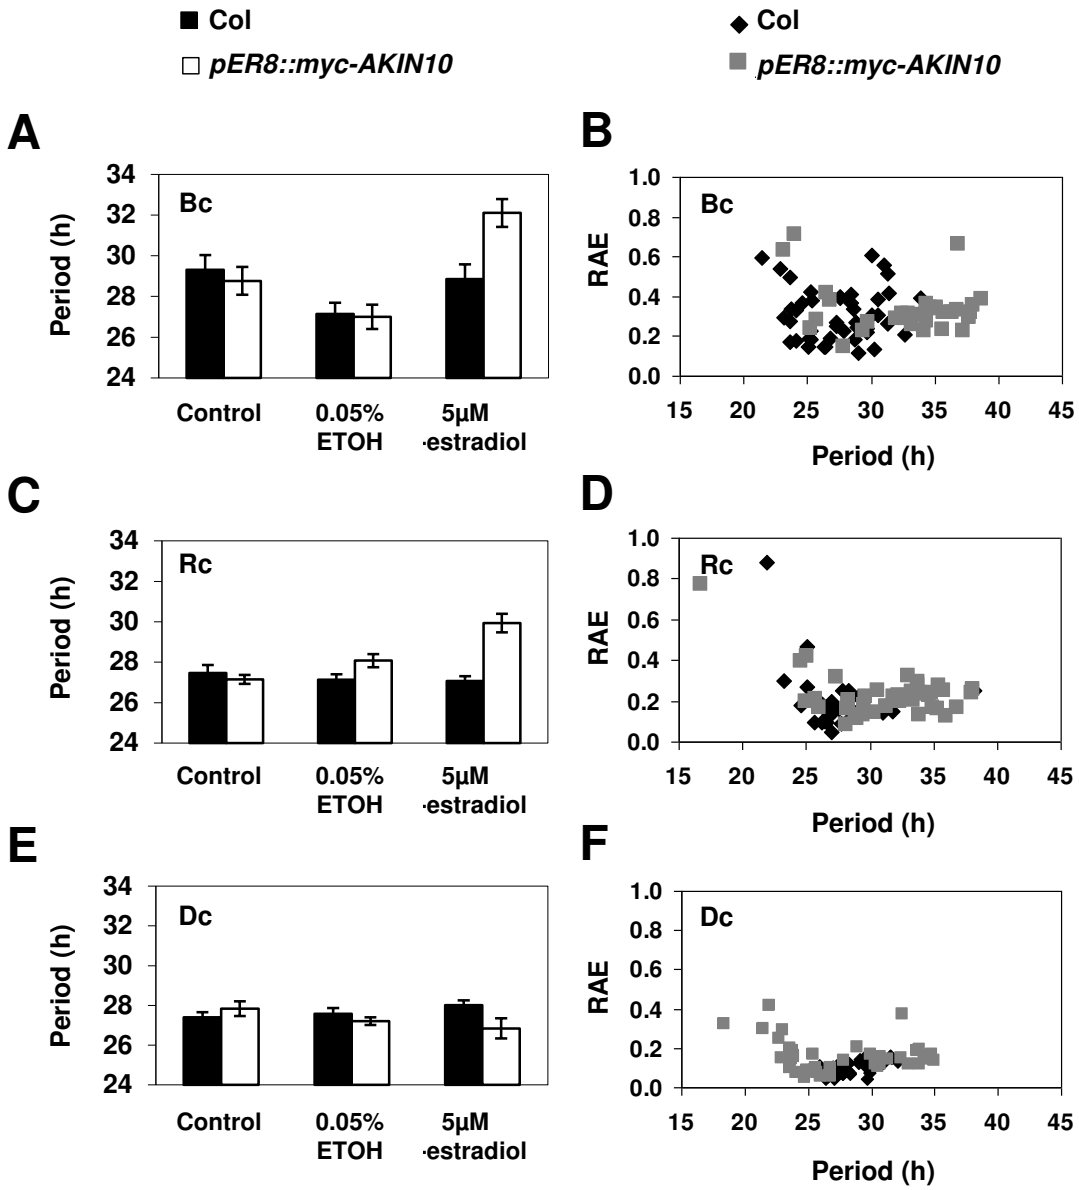 Col
pER8::myc-AKIN10
Col
pER8::myc-AKIN10
A
34
32
30
28
26
24
Period (h)
Bc
Control
0.05% ETOH
5µM -estradiol
B
1.0
0.8
0.6
0.4
0.2
0.0
RAE
Bc
15 20 25 30 35 40 45
Period (h)
C
34
32
30
28
26
24
Period (h)
Rc
Control
0.05% ETOH
5µM -estradiol
D
1.0
0.8
0.6
0.4
0.2
0.0
RAE
Rc
15 20 25 30 35 40 45
Period (h)
E
34
32
30
28
26
24
Period (h)
Dc
Control
0.05% ETOH
5µM -estradiol
F
1.0
0.8
0.6
0.4
0.2
0.0
RAE
Dc
15 20 25 30 35 40 45
Period (h)